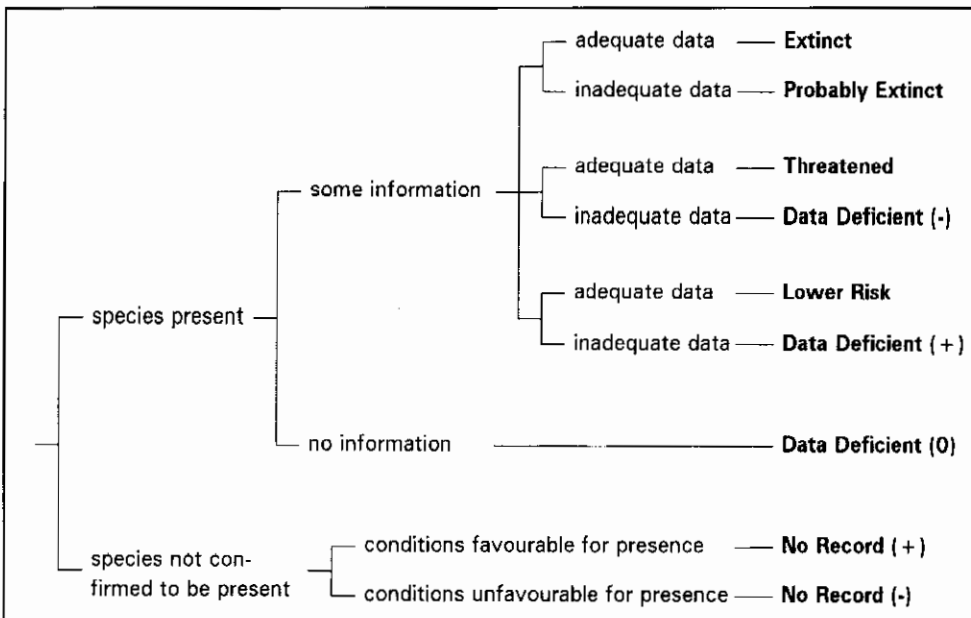 adequate data Extinct
inadequate data Probably Extinct
adequate data Threatened
some information
inadequate data Data Deficient (-)
adequate data Lower Risk
species present
inadequate data Data Deficient (+)
no information Data Deficient (0)
conditions favourable for presence No Record (+)
species not con-
firmed to be present
conditions unfavourable for presence No Record (-)